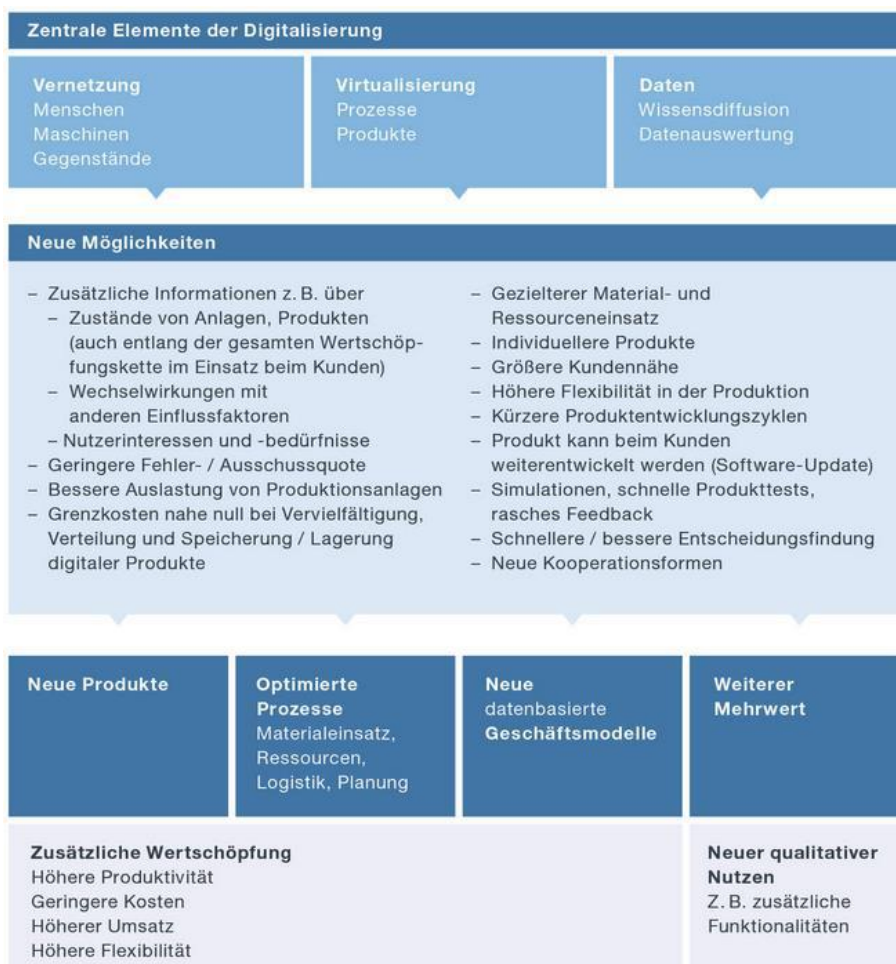 Zentrale Elemente der Digitalisierung
Vernetzung
Menschen
Maschinen
Gegenstände
Virtualisierung
Prozesse
Produkte
Daten
Wissensdiffusion
Datenauswertung
Neue Möglichkeiten
– Zusätzliche Informationen z. B. über
– Zustände von Anlagen, Produkten
(auch entlang der gesamten Wertschöp-
fungskette im Einsatz beim Kunden)
– Wechselwirkungen mit
anderen Einflussfaktoren
– Nutzerinteressen und -bedürfnisse
– Geringere Fehler- / Ausschussquote
– Bessere Auslastung von Produktionsanlagen
– Grenzkosten nahe null bei Vervielfältigung,
Verteilung und Speicherung / Lagerung
digitaler Produkte
– Gezielterer Material- und
Ressourceneinsatz
– Individuellere Produkte
– Größere Kundennähe
– Höhere Flexibilität in der Produktion
– Kürzere Produktentwicklungszyklen
– Produkt kann beim Kunden
weiterentwickelt werden (Software-Update)
– Simulationen, schnelle Produkttests,
rasches Feedback
– Schnellere / bessere Entscheidungsfindung
– Neue Kooperationsformen
Neue Produkte
Optimierte
Prozesse
Materialeinsatz,
Ressourcen,
Logistik, Planung
Neue
datenbasierte
Geschäftsmodelle
Weiterer
Mehrwert
Zusätzliche Wertschöpfung
Höhere Produktivität
Geringere Kosten
Höherer Umsatz
Höhere Flexibilität
Neuer qualitativer
Nutzen
Z. B. zusätzliche
Funktionalitäten